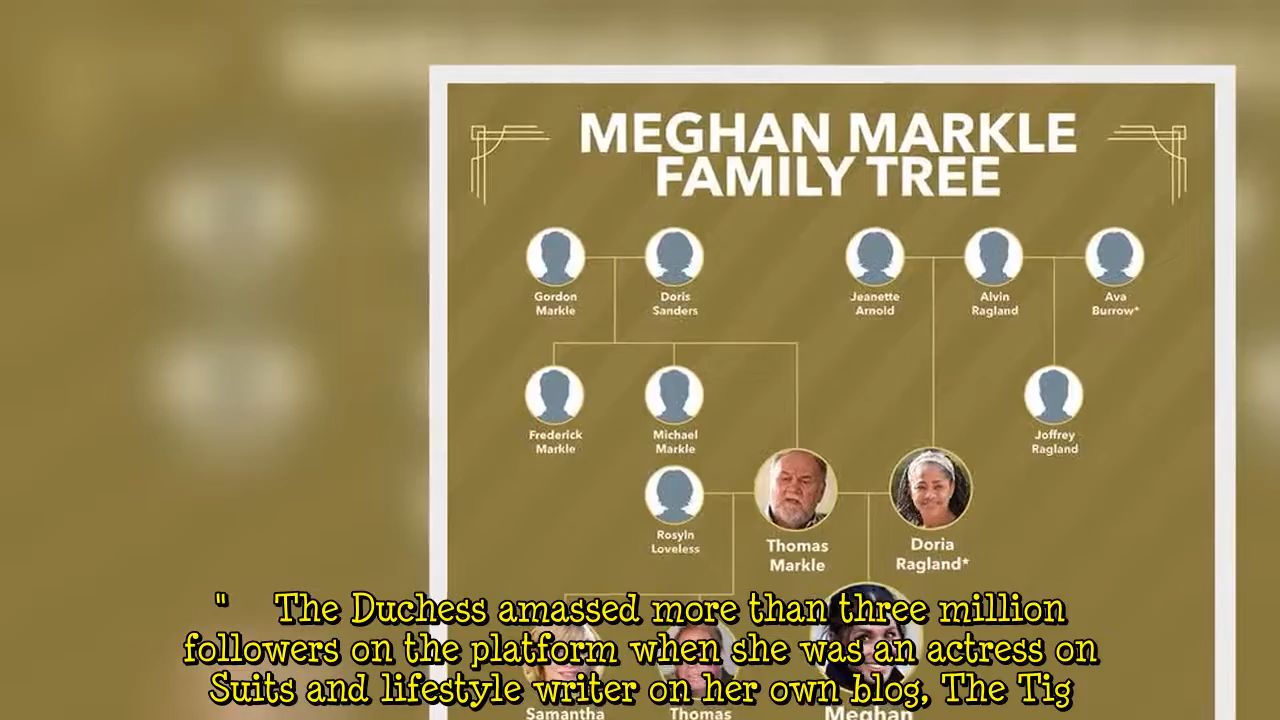 MEGHAN MARKLE
FAMILY TREE
Gordon
Markle
Doris
Sanders
Jeanette
Arnold
Alvin
Ragland
Ava
Burrow*
Frederick
Markle
Michael
Markle
Joffrey
Ragland
Rosyln
Loveless
Thomas
Markle
Doria
Ragland*
" The Duchess amassed more than three million
followers on the platform when she was an actress on
Suits and lifestyle writer on her own blog, The Tig
Samantha
Thomas
Meghan